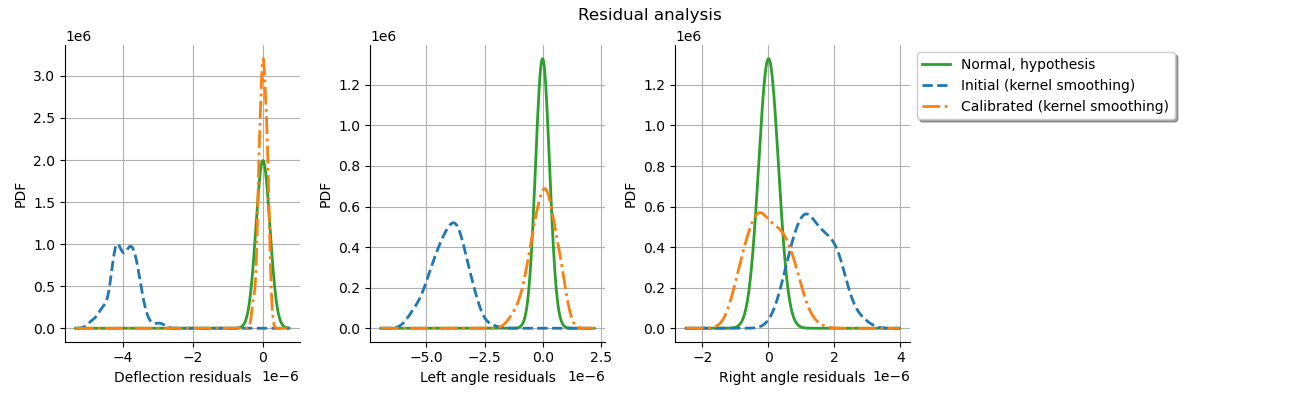 Residual analysis
1e6
3.0
2.5
2.0
1.5
1.0
0.5
0.0
PDF
−4
−2
0
Deflection residuals
1e−6
1e6
1.2
1.0
0.8
0.6
0.4
0.2
0.0
PDF
−5.0
−2.5
0.0
2.5
Left angle residuals
1e−6
1e6
1.2
1.0
0.8
0.6
0.4
0.2
0.0
PDF
−2
0
2
4
Right angle residuals
1e−6
Normal, hypothesis
Initial (kernel smoothing)
Calibrated (kernel smoothing)